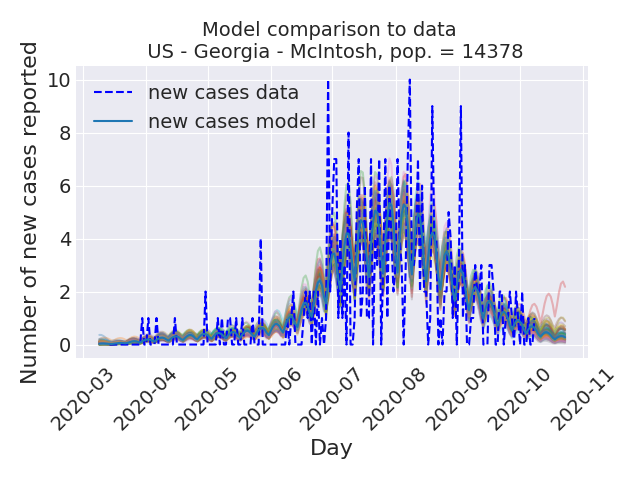 Model comparison to data
US - Georgia - McIntosh, pop. = 14378
Number of new cases reported
10
8
6
4
2
0
new cases data
new cases model
2020-03
2020-04
2020-05
2020-06
2020-07
2020-08
2020-09
2020-10
2020-11
Day